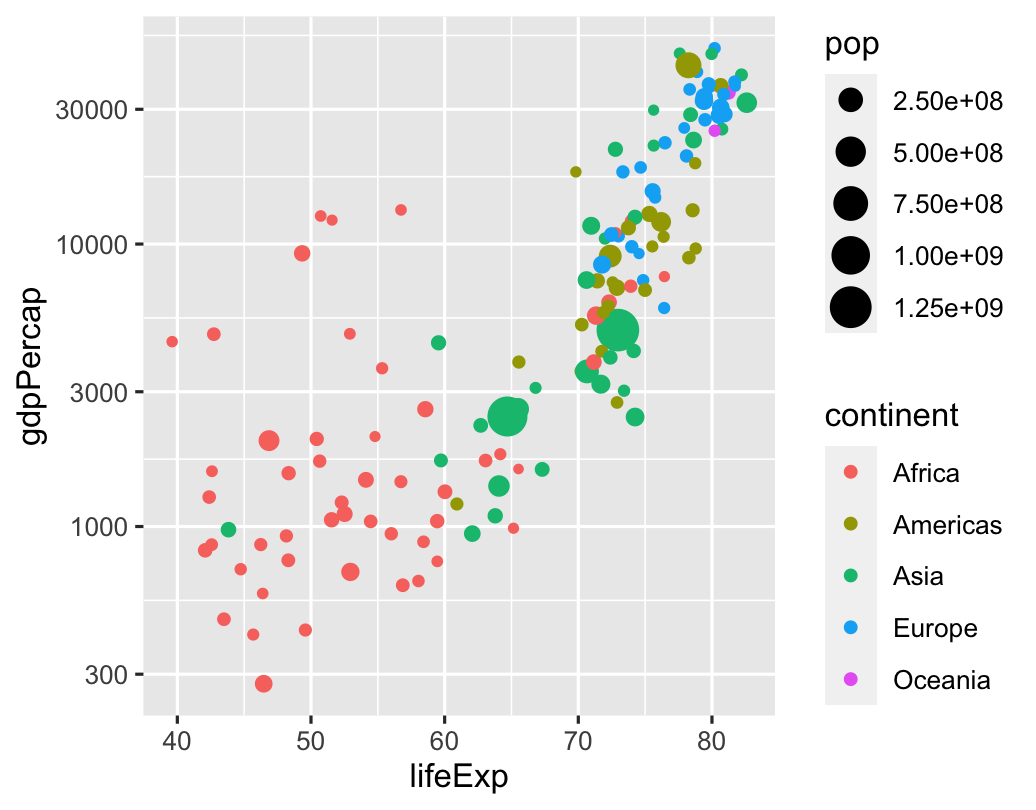 gdpPercap
30000
10000
3000
1000
300
40 50 60 70 80
lifeExp
pop
2.50e+08
5.00e+08
7.50e+08
1.00e+09
1.25e+09
continent
Africa
Americas
Asia
Europe
Oceania